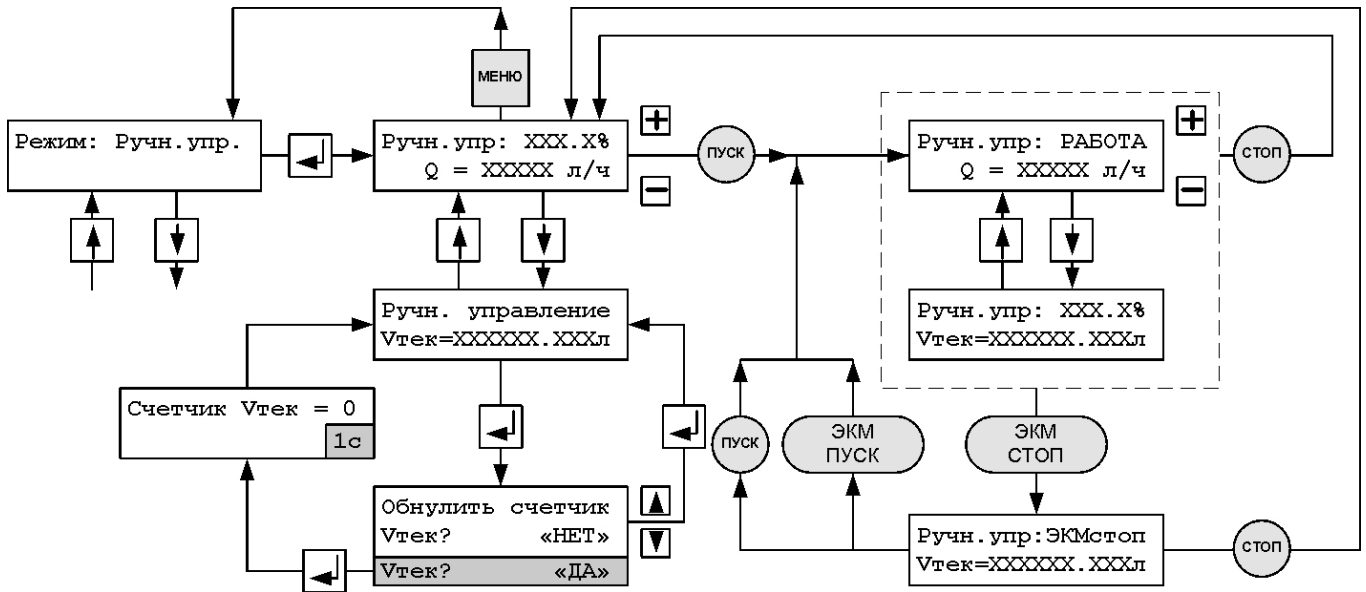 МЕНЮ
Режим: Ручн.упр.
Ручн.упр: XXX.X%
Q = XXXXX л/ч
+
−
ПУСК
Ручн.упр: РАБОТА
Q = XXXXX л/ч
+
−
СТОП
Ручн. управление
Vтек=XXXXXX.XXXл
Ручн.упр: XXX.X%
Vтек=XXXXXX.XXXл
Счетчик Vтек = 0
1с
ПУСК
ЭКМ
ПУСК
ЭКМ
СТОП
Обнулить счетчик
Vтек? «НЕТ»
Vтек? «ДА»
Ручн.упр:ЭКМстоп
Vтек=XXXXXX.XXXл
СТОП